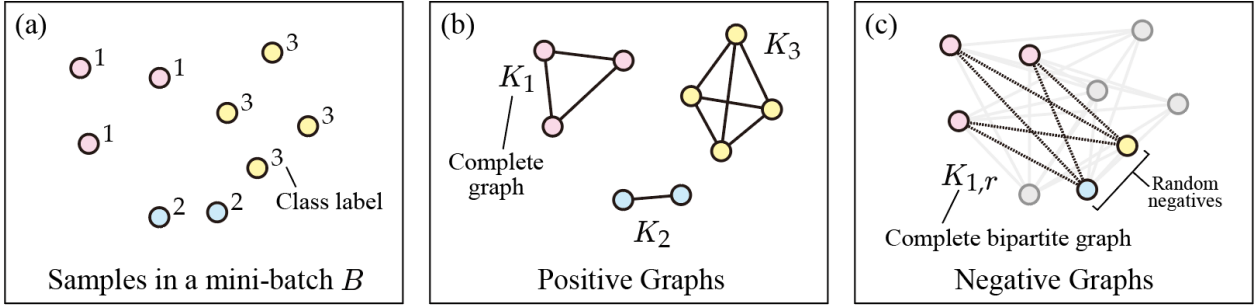 (a)
1
1
3
3
3
1
3
Class label
2
2
Samples in a mini-batch B
(b)
K1
Complete
graph
K3
K2
Positive Graphs
(c)
K1,r
Random
negatives
Complete bipartite graph
Negative Graphs